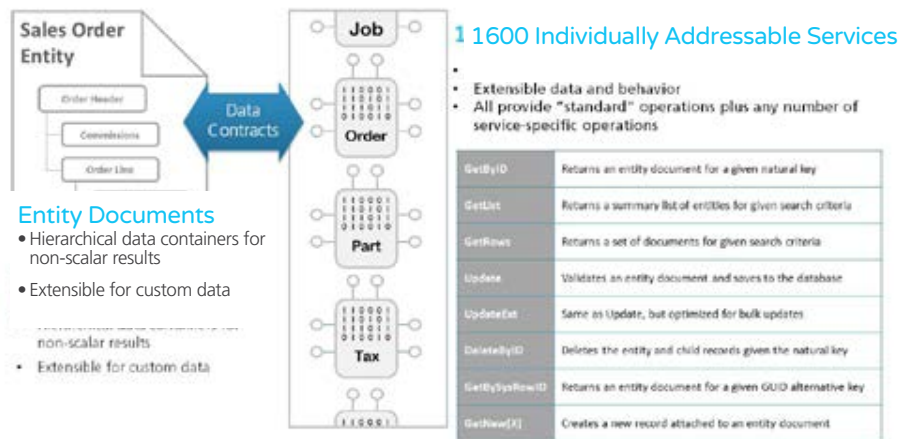 Sales Order
Entity
Order Header
Commissions
Order Line
Data
Contracts
Entity Documents
• Hierarchical data containers for
non-scalar results
• Extensible for custom data
non-scalar results
• Extensible for custom data
Job
110001
010010
Order
Part
Tax
110001
1 1600 Individually Addressable Services
•
• Extensible data and behavior
• All provide "standard" operations plus any number of
service-specific operations
GetByID Returns an entity document for a given natural key
GetList Returns a summary list of entities for given search criteria
GetRows Returns a set of documents for given search criteria
Update Validates an entity document and saves to the database
UpdateExt Same as Update, but optimized for bulk updates
DeleteByID Deletes the entity and child records given the natural key
GetBySysRowID Returns an entity document for a given GUID alternative key
GetNew[X] Creates a new record attached to an entity document